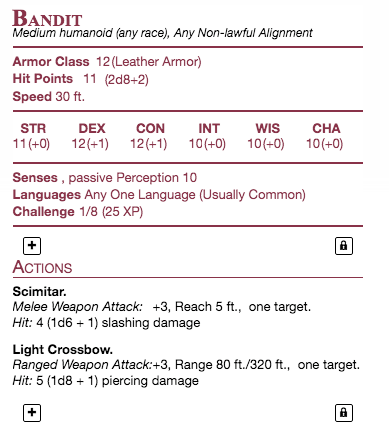 BANDIT
Medium humanoid (any race), Any Non-lawful Alignment
Armor Class 12(Leather Armor)
Hit Points 11 (2d8+2)
Speed 30 ft.
STR DEX CON INT WIS CHA
11(+0) 12(+1) 12(+1) 10(+0) 10(+0) 10(+0)
Senses , passive Perception 10
Languages Any One Language (Usually Common)
Challenge 1/8 (25 XP)
ACTIONS
Scimitar.
Melee Weapon Attack: +3, Reach 5 ft., one target.
Hit: 4 (1d6 + 1) slashing damage
Light Crossbow.
Ranged Weapon Attack:+3, Range 80 ft./320 ft., one target.
Hit: 5 (1d8 + 1) piercing damage